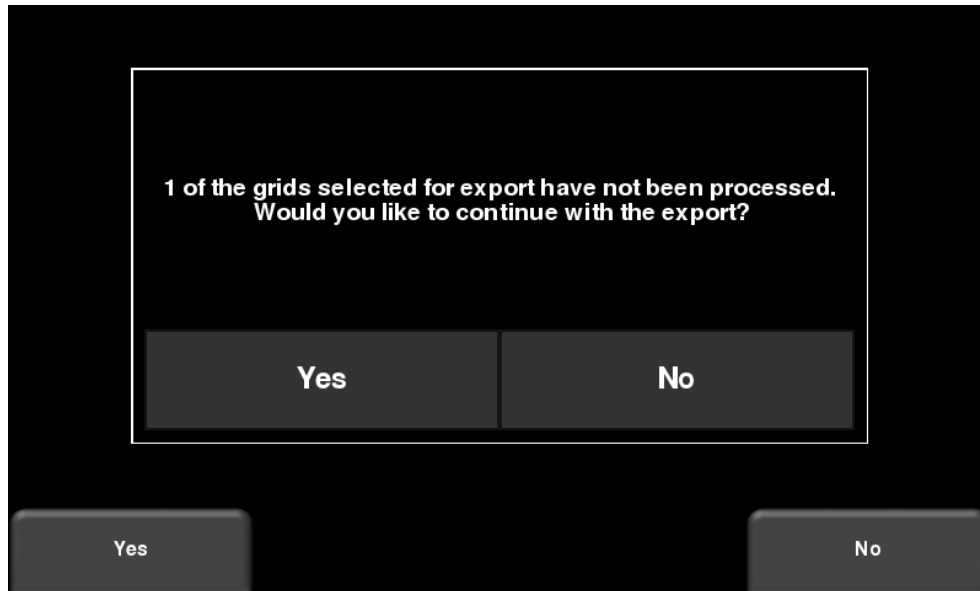 1 of the grids selected for export have not been processed.
Would you like to continue with the export?
Yes
No
Yes
No